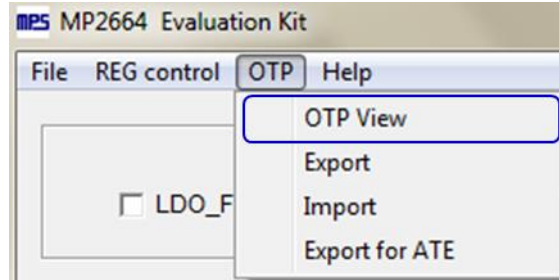 mps MP2664 Evaluation Kit
File REG control OTP Help
OTP View
Export
LDO_F
Import
Export for ATE